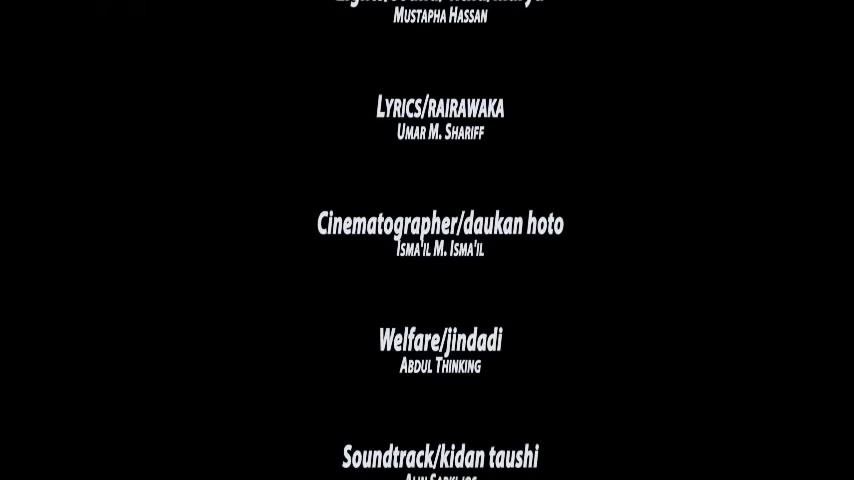 MUSTAPHA HASSAN
LYRICS/RAIRAWAKA
UMAR M. SHARIFF
Cinematographer/daukan hoto
ISMA'IL M. ISMA'IL
Welfare/jindadi
ABDUL THINKING
Soundtrack/kidan taushi